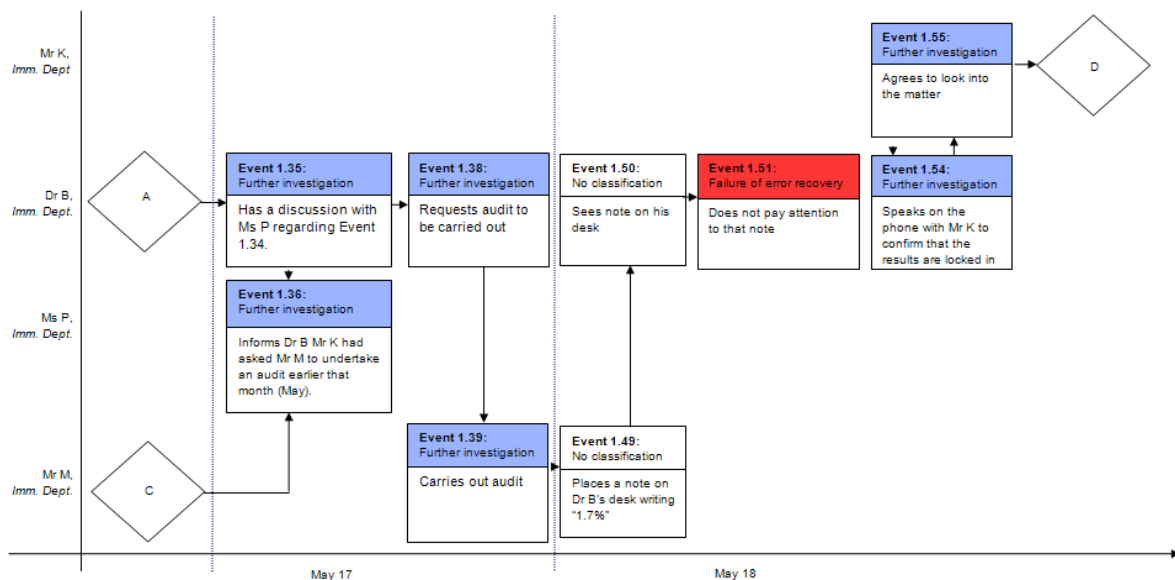 Mr K,
Imm. Dept
Event 1.55:
Further investigation
Agrees to look into
the matter
D
Dr B,
Imm. Dept.
A
Event 1.35:
Further investigation
Has a discussion with
Ms P regarding Event
1.34.
Event 1.38:
Further investigation
Requests audit to
be carried out
Event 1.50:
No classification
Sees note on his
desk
Event 1.51:
Failure of error recovery
Does not pay attention
to that note
Event 1.54:
Further investigation
Speaks on the
phone with Mr K to
confirm that the
results are locked in
Ms P,
Imm. Dept.
Event 1.36:
Further investigation
Informs Dr B Mr K had
asked Mr M to undertake
an audit earlier that
month (May).
Mr M,
Imm. Dept.
C
Event 1.39:
Further investigation
Carries out audit
Event 1.49:
No classification
Places a note on
Dr B's desk writing
"1.7%"
May 17
May 18